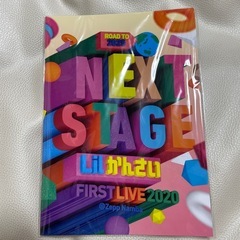 ROAD TO
NEXT
STAGE
Lilかんさい
FIRST LIVE 2020
@Zepp Namba